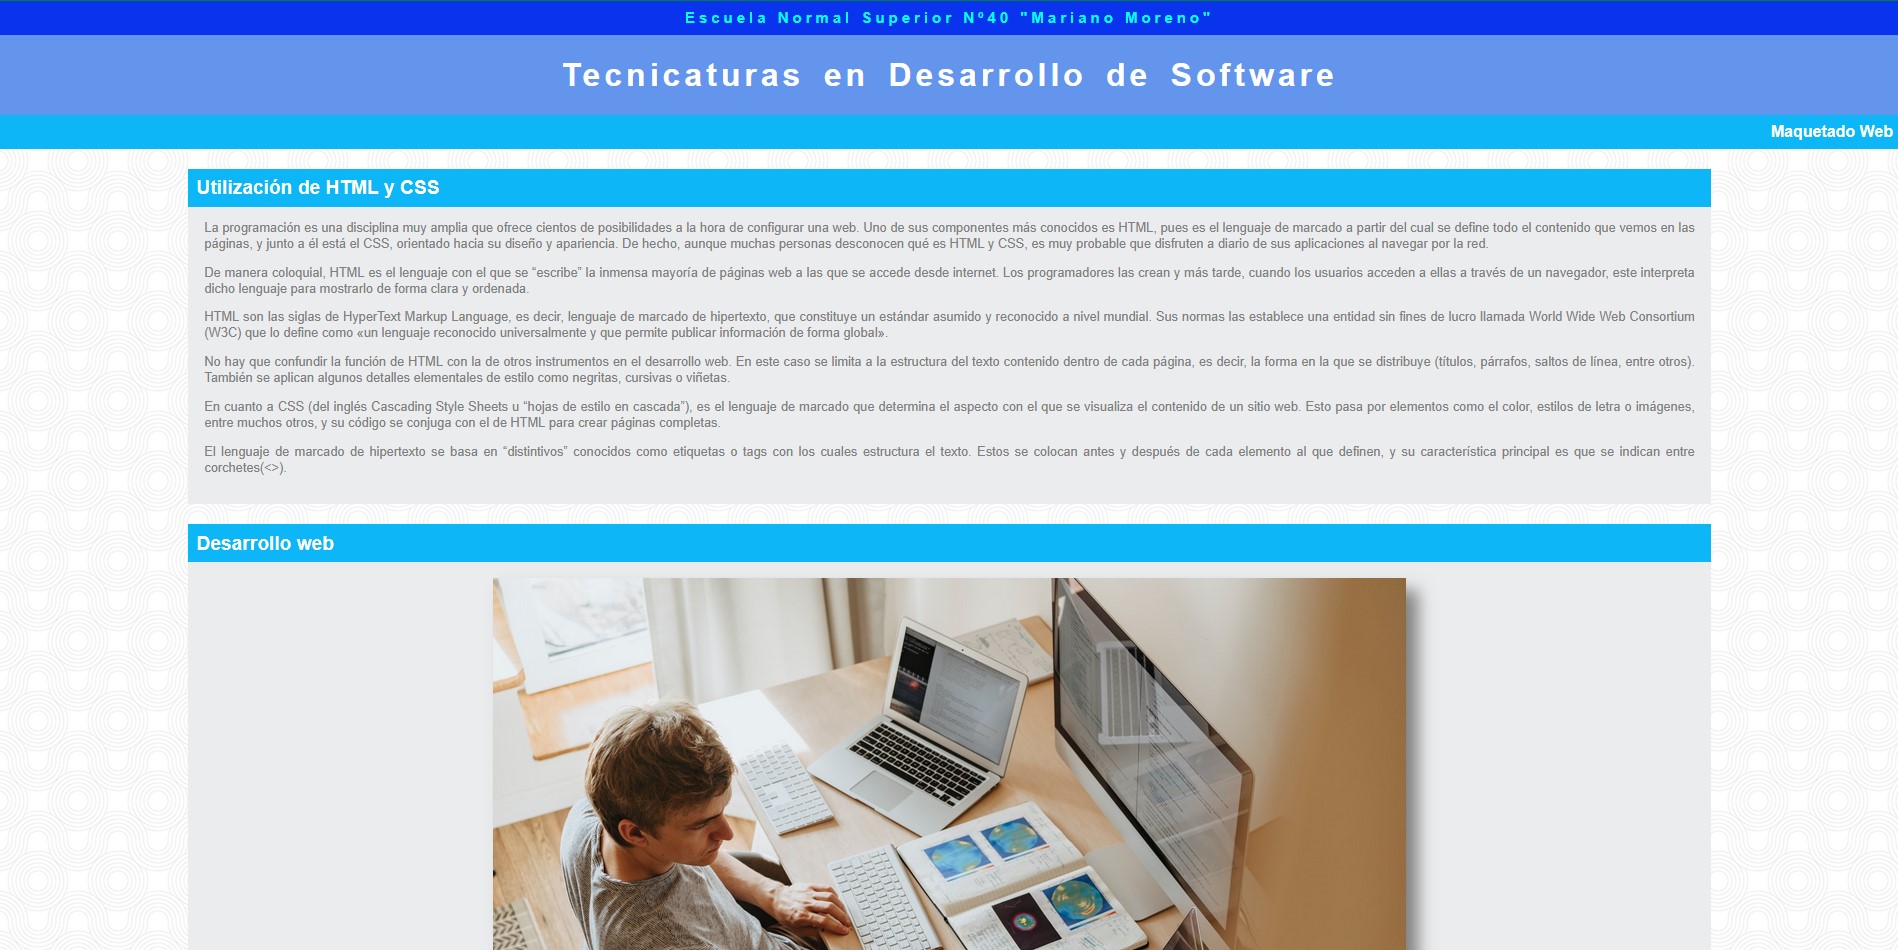 Escuela Normal Superior Nº40 "Mariano Moreno"
Tecnicaturas en Desarrollo de Software
Maquetado Web
Utilización de HTML y CSS
La programación es una disciplina muy amplia que ofrece cientos de posibilidades a la hora de configurar una web. Uno de sus componentes más conocidos es HTML, pues es el lenguaje de marcado a partir del cual se define todo el contenido que vemos en las
páginas, y junto a él está el CSS, orientado hacia su diseño y apariencia. De hecho, aunque muchas personas desconocen qué es HTML y CSS, es muy probable que disfruten a diario de sus aplicaciones al navegar por la red.
De manera coloquial, HTML es el lenguaje con el que se “escribe” la inmensa mayoría de páginas web a las que se accede desde internet. Los programadores las crean y más tarde, cuando los usuarios acceden a ellas a través de un navegador, este interpreta
dicho lenguaje para mostrarlo de forma clara y ordenada.
HTML son las siglas de HyperText Markup Language, es decir, lenguaje de marcado de hipertexto, que constituye un estándar asumido y reconocido a nivel mundial. Sus normas las establece una entidad sin fines de lucro llamada World Wide Web Consortium
(W3C) que lo define como «un lenguaje reconocido universalmente y que permite publicar información de forma global».
No hay que confundir la función de HTML con la de otros instrumentos en el desarrollo web. En este caso se limita a la estructura del texto contenido dentro de cada página, es decir, la forma en la que se distribuye (títulos, párrafos, saltos de línea, entre otros).
También se aplican algunos detalles elementales de estilo como negritas, cursivas o viñetas.
En cuanto a CSS (del inglés Cascading Style Sheets u “hojas de estilo en cascada”), es el lenguaje de marcado que determina el aspecto con el que se visualiza el contenido de un sitio web. Esto pasa por elementos como el color, estilos de letra o imágenes,
entre muchos otros, y su código se conjuga con el de HTML para crear páginas completas.
El lenguaje de marcado de hipertexto se basa en “distintivos” conocidos como etiquetas o tags con los cuales estructura el texto. Estos se colocan antes y después de cada elemento al que definen, y su característica principal es que se indican entre
corchetes(<>).
Desarrollo web